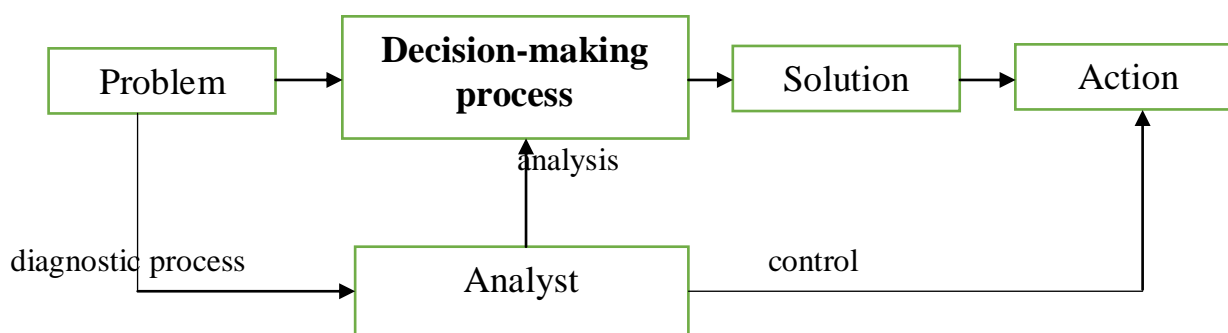 Problem
Decision-making
process
Solution
Action
analysis
diagnostic process
Analyst
control